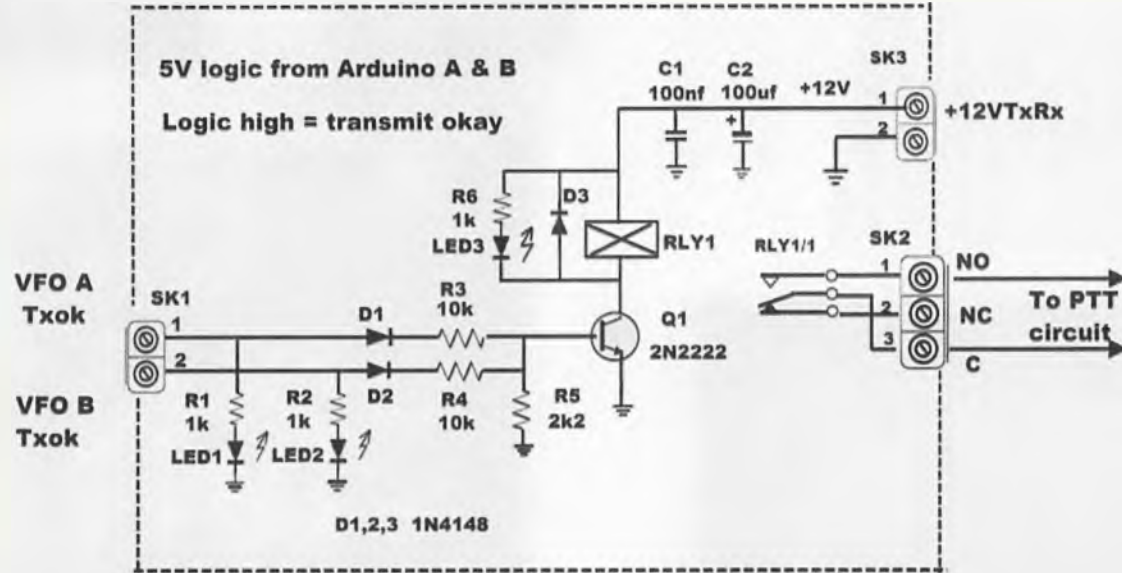 5V logic from Arduino A & B
Logic high = transmit okay
C1
100nf
C2
100uf
+
+12V
SK3
1
2
+12VTxRx
R6
1k
LED3
D3
RLY1
RLY1/1
SK2
1
2
3
NO
NC
C
To PTT
circuit
VFO A
Txok
SK1
1
2
VFO B
Txok
D1
R3
10k
D2
R4
10k
Q1
2N2222
R5
2k2
R1
1k
LED1
R2
1k
LED2
D1,2,3 1N4148